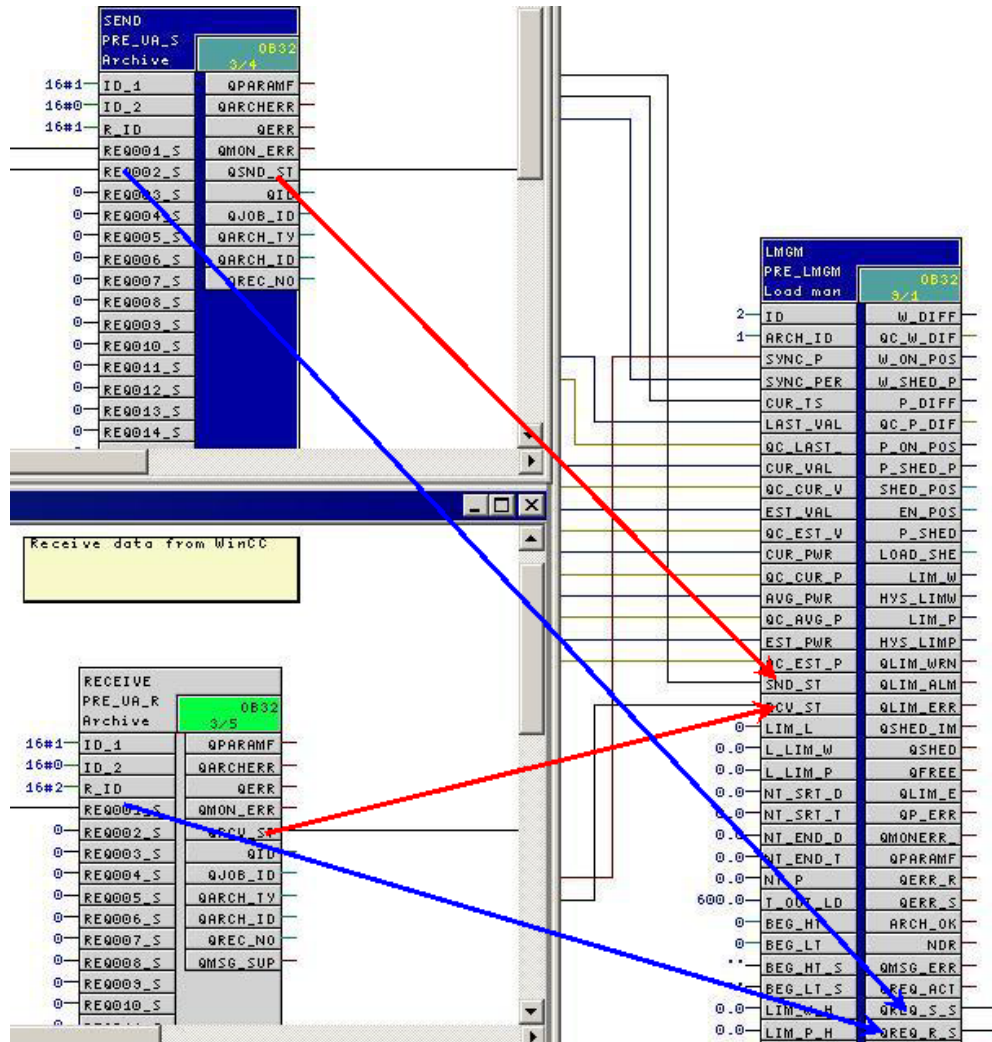 SEND
PRE_UA_S
Archive
OB32
3/4
16#1 ID_1 QPARAMF
16#0 ID_2 QARCHERR
16#1 R_ID QERR
REQ001_S QMON_ERR
REQ002_S QSND_ST
0 REQ003_S QID
0 REQ004_S QJOB_ID
0 REQ005_S QARCH_TY
0 REQ006_S QARCH_ID
0 REQ007_S QREC_NO
0 REQ008_S
0 REQ009_S
0 REQ010_S
0 REQ011_S
0 REQ012_S
0 REQ013_S
0 REQ014_S
Receive data from WinCC
RECEIVE
PRE_UA_R
Archive
OB32
3/5
16#1 ID_1 QPARAMF
16#0 ID_2 QARCHERR
16#2 R_ID QERR
REQ001_S QMON_ERR
0 REQ002_S QRCV_ST
0 REQ003_S QID
0 REQ004_S QJOB_ID
0 REQ005_S QARCH_TY
0 REQ006_S QARCH_ID
0 REQ007_S QREC_NO
0 REQ008_S QMSG_SUP
0 REQ009_S
0 REQ010_S
LMGM
PRE_LMGM
Load man
OB32
9/1
2 ID W_DIFF
1 ARCH_ID QC_W_DIF
SYNC_P W_ON_POS
SYNC_PER W_SHED_P
CUR_TS P_DIFF
LAST_VAL QC_P_DIF
QC_LAST_ P_ON_POS
CUR_VAL P_SHED_P
QC_CUR_V SHED_POS
EST_VAL EN_POS
QC_EST_V P_SHED
CUR_PWR LOAD_SHE
QC_CUR_P LIM_W
AVG_PWR HYS_LIMW
QC_AVG_P LIM_P
EST_PWR HYS_LIMP
QC_EST_P QLIM_WRN
SND_ST QLIM_ALM
RCV_ST QLIM_ERR
0 LIM_L QSHED_IM
0.0 L_LIM_W QSHED
0.0 L_LIM_P QFREE
0.0 NT_SRT_D QLIM_E
0.0 NT_SRT_T QP_ERR
0.0 NT_END_D QMONERR_
0.0 NT_END_T QPARAMF
0.0 NT_P QERR_R
600.0 T_OUT_LD QERR_S
0 BEG_HT ARCH_OK
0 BEG_LT NDR
'' BEG_HT_S QMSG_ERR
'' BEG_LT_S QREQ_ACT
0.0 LIM_W_H QREQ_S_S
0.0 LIM_P_H QREQ_R_S